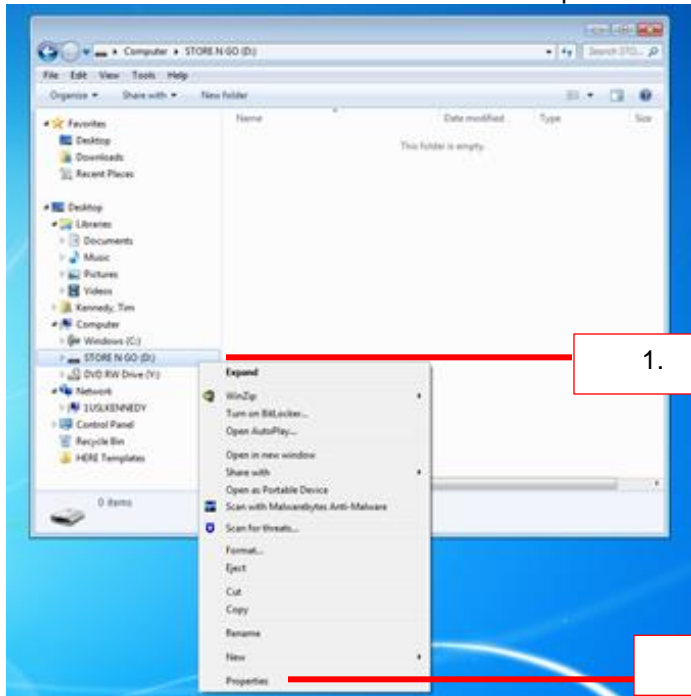 Computer ▸ STORE N GO (D:)
Search STO...
File Edit View Tools Help
Organize Share with New folder
Name Date modified Type Size
This folder is empty.
Favorites
Desktop
Downloads
Recent Places
Desktop
Libraries
Documents
Music
Pictures
Videos
Kennedy, Tim
Computer
Windows (C:)
STORE N GO (D:)
DVD RW Drive (Y:)
Network
1USLKENNEDY
Control Panel
Recycle Bin
HERE Templates
0 items
1.
Expand
WinZip
Turn on BitLocker...
Open AutoPlay...
Open in new window
Share with
Open as Portable Device
Scan with Malwarebytes Anti-Malware
Scan for threats...
Format...
Eject
Cut
Copy
Rename
New
Properties